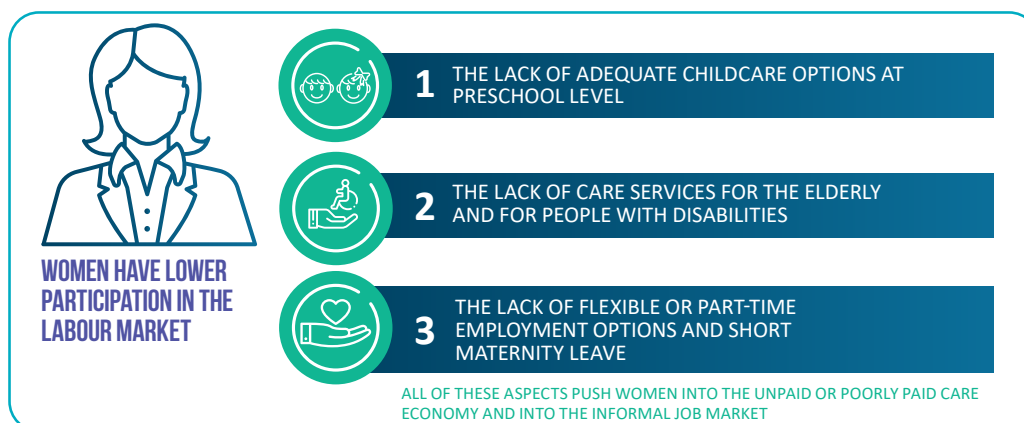 WOMEN HAVE LOWER
PARTICIPATION IN THE
LABOUR MARKET
1 THE LACK OF ADEQUATE CHILDCARE OPTIONS AT
PRESCHOOL LEVEL
2 THE LACK OF CARE SERVICES FOR THE ELDERLY
AND FOR PEOPLE WITH DISABILITIES
3 THE LACK OF FLEXIBLE OR PART-TIME
EMPLOYMENT OPTIONS AND SHORT
MATERNITY LEAVE
ALL OF THESE ASPECTS PUSH WOMEN INTO THE UNPAID OR POORLY PAID CARE
ECONOMY AND INTO THE INFORMAL JOB MARKET